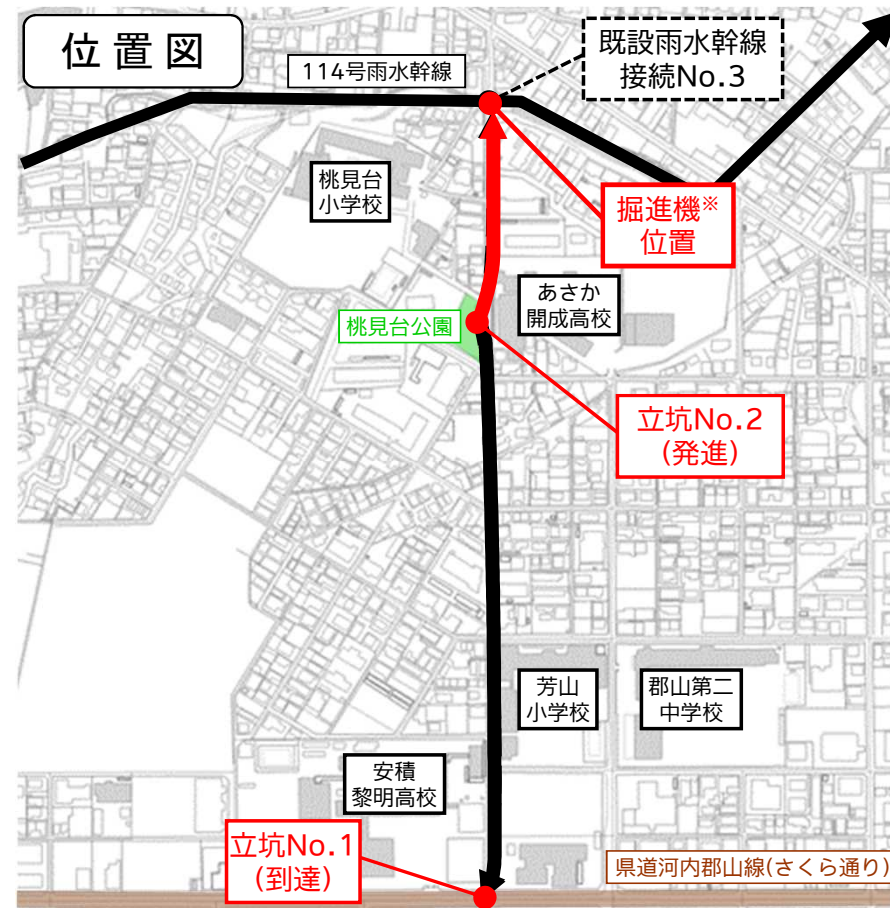 位置図
既設雨水幹線
接続No.3
114号雨水幹線
桃見台
小学校
掘進機※
位置
あさか
開成高校
桃見台公園
立坑No.2
(発進)
芳山
小学校
郡山第二
中学校
安積
黎明高校
立坑No.1
(到達)
県道河内郡山線(さくら通り)